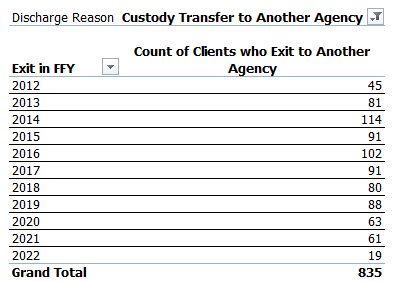 Discharge Reason Custody Transfer to Another Agency
Count of Clients who Exit to Another
Exit in FFY Agency
2012 45
2013 81
2014 114
2015 91
2016 102
2017 91
2018 80
2019 88
2020 63
2021 61
2022 19
Grand Total 835